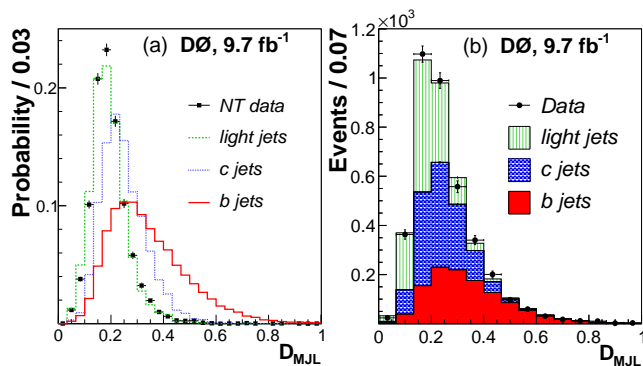 (a) DØ, 9.7 fb-1
Probability / 0.03
0.2
0.1
NT data
light jets
c jets
b jets
0 0.2 0.4 0.6 0.8 1
DMJL
×10³
(b) DØ, 9.7 fb-1
Events / 0.07
1.2
1.0
0.8
0.6
0.4
0.2
Data
light jets
c jets
b jets
0 0.2 0.4 0.6 0.8 1
DMJL